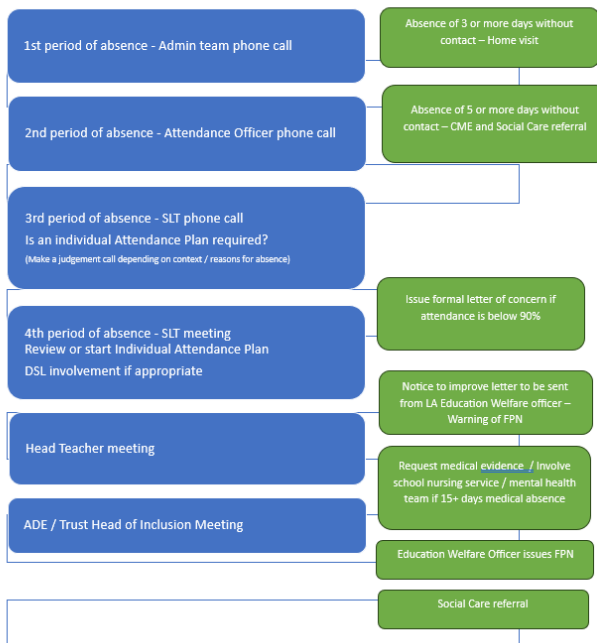 1st period of absence - Admin team phone call
Absence of 3 or more days without
contact – Home visit
2nd period of absence - Attendance Officer phone call
Absence of 5 or more days without
contact – CME and Social Care referral
3rd period of absence - SLT phone call
Is an individual Attendance Plan required?
(Make a judgement call depending on context / reasons for absence)
4th period of absence - SLT meeting
Review or start Individual Attendance Plan
DSL involvement if appropriate
Issue formal letter of concern if
attendance is below 90%
Head Teacher meeting
Notice to improve letter to be sent
from LA Education Welfare officer –
Warning of FPN
Request medical evidence / Involve
school nursing service / mental health
team if 15+ days medical absence
ADE / Trust Head of Inclusion Meeting
Education Welfare Officer issues FPN
Social Care referral